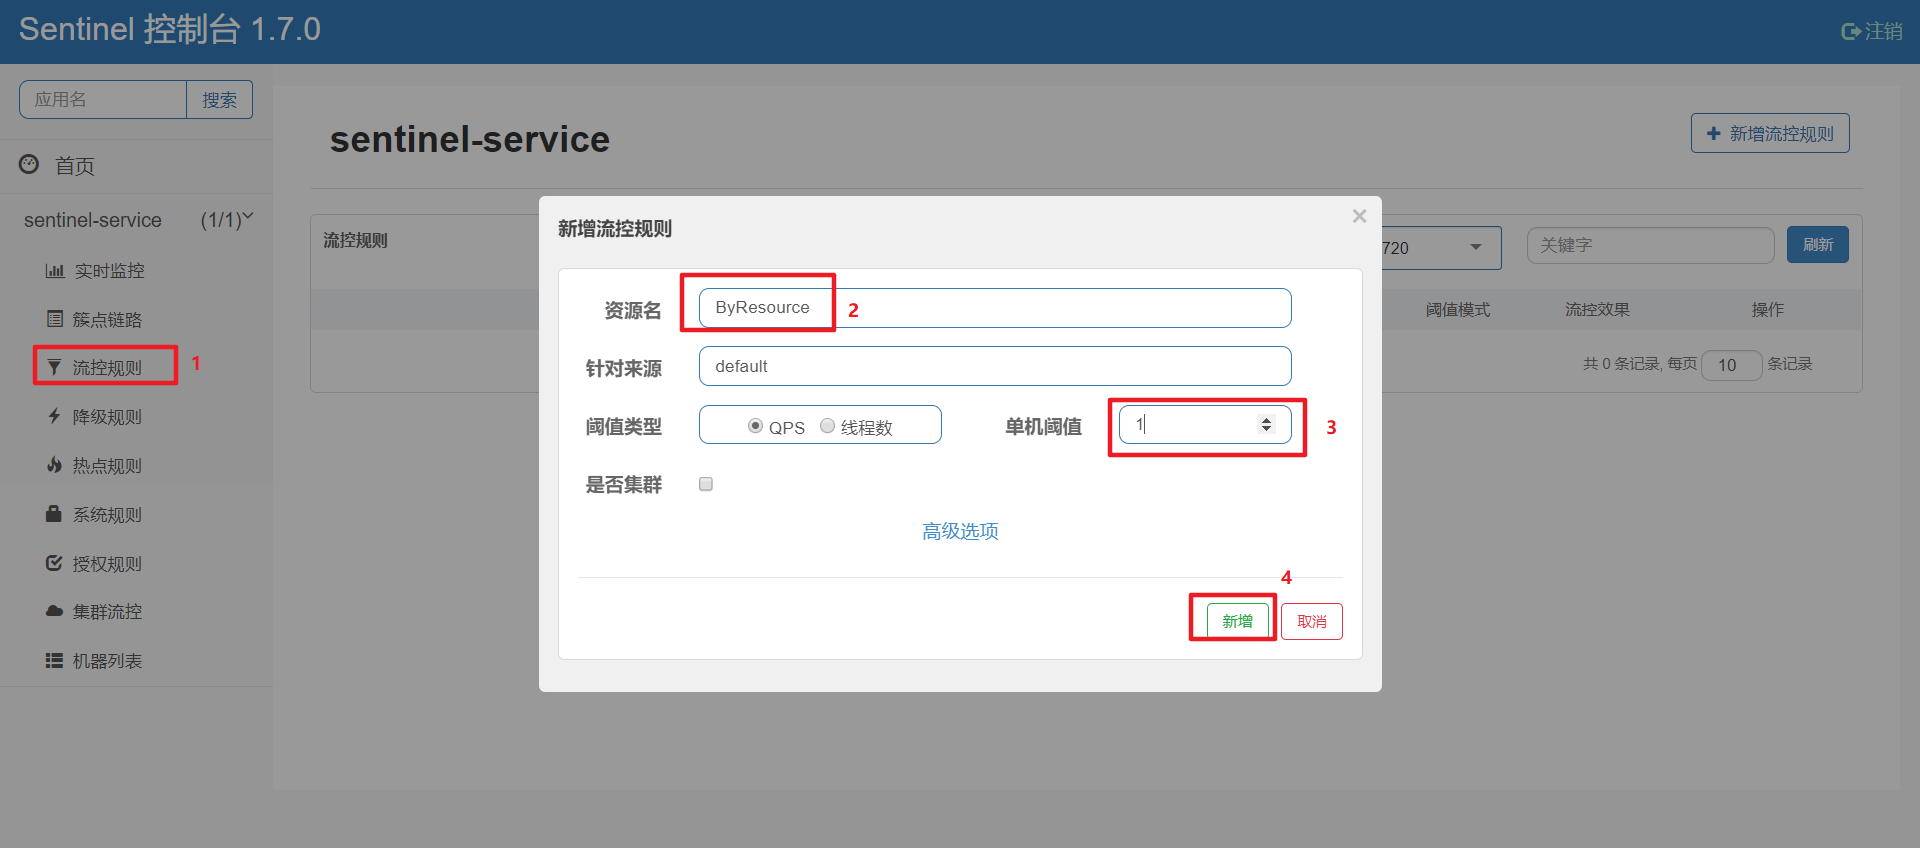 Sentinel 控制台 1.7.0
注销
应用名 搜索
首页
sentinel-service (1/1)
实时监控
簇点链路
流控规则 1
降级规则
热点规则
系统规则
授权规则
集群流控
机器列表
sentinel-service
新增流控规则
流控规则
720
关键字
刷新
阈值模式 流控效果 操作
共 0 条记录, 每页 10 条记录
新增流控规则 ×
资源名 ByResource 2
针对来源 default
阈值类型 QPS 线程数 单机阈值 1 3
是否集群
高级选项
4
新增 取消